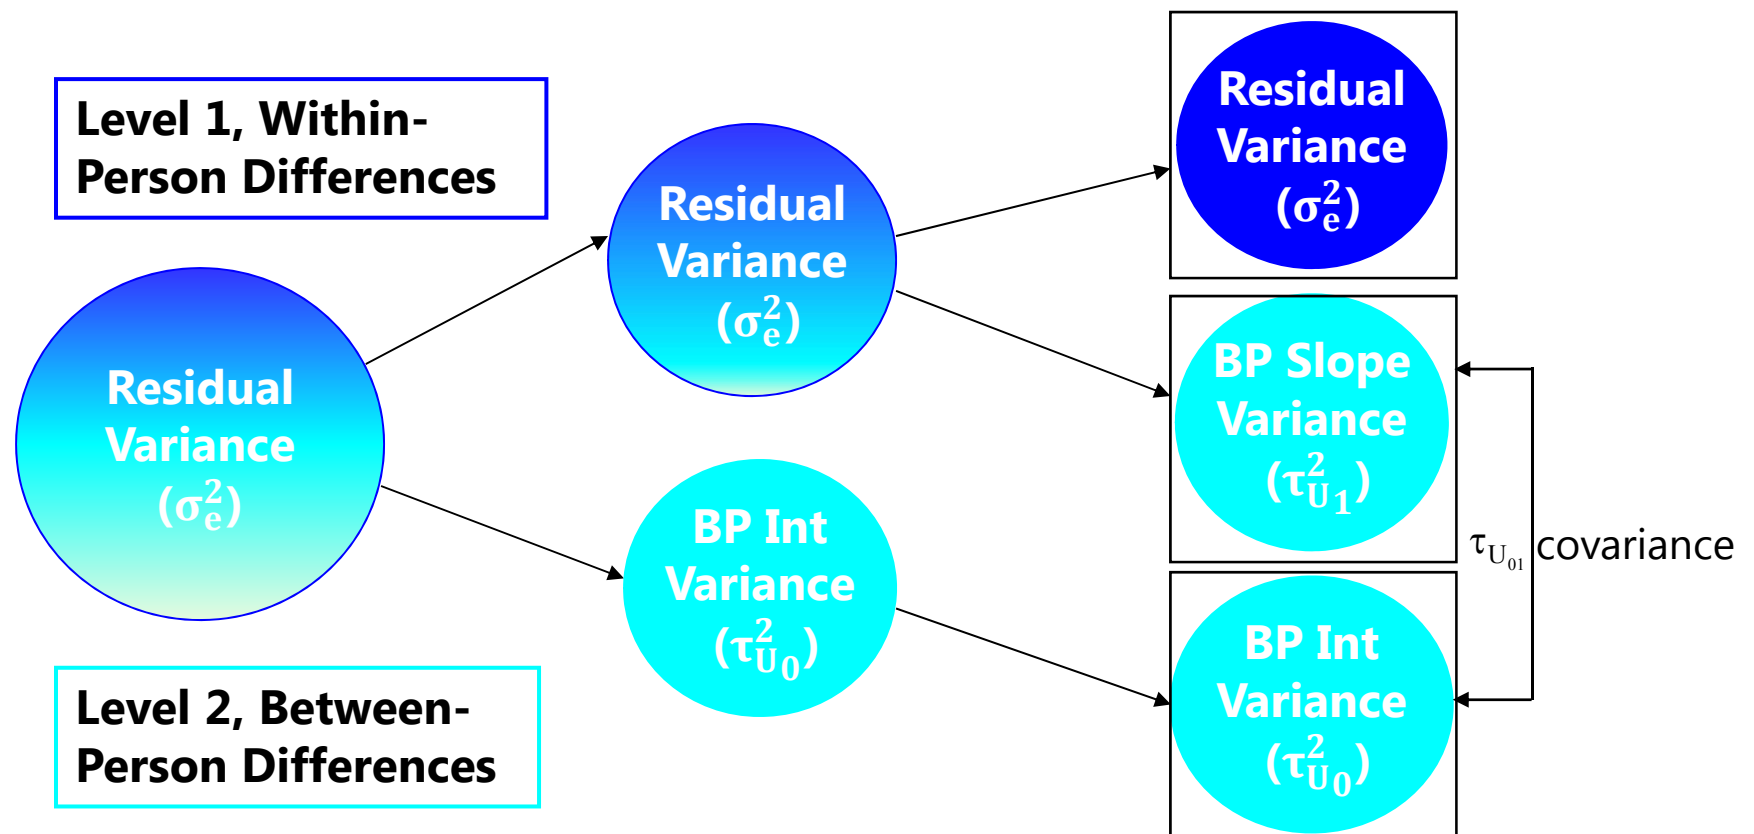 Level 1, Within-
Person Differences
Residual
Variance
(σ²ₑ)
Level 2, Between-
Person Differences
Residual
Variance
(σ²ₑ)
BP Int
Variance
(τ²U₀)
Residual
Variance
(σ²ₑ)
BP Slope
Variance
(τ²U₁)
BP Int
Variance
(τ²U₀)
τU₀₁ covariance